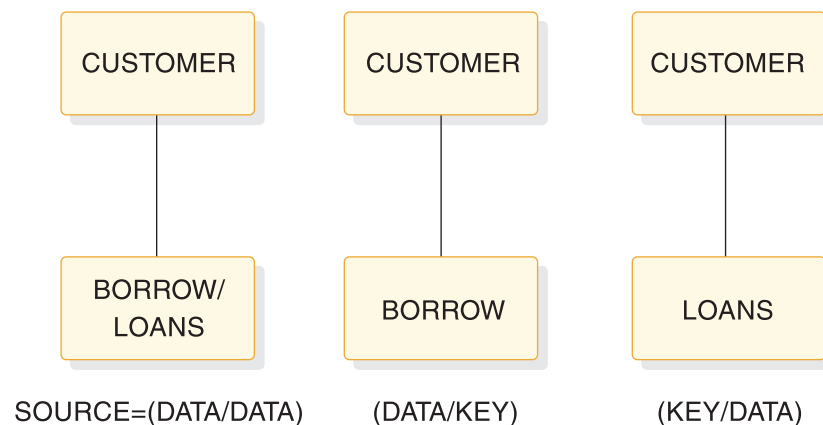 CUSTOMER
CUSTOMER
CUSTOMER
BORROW/
LOANS
BORROW
LOANS
SOURCE=(DATA/DATA)
(DATA/KEY)
(KEY/DATA)